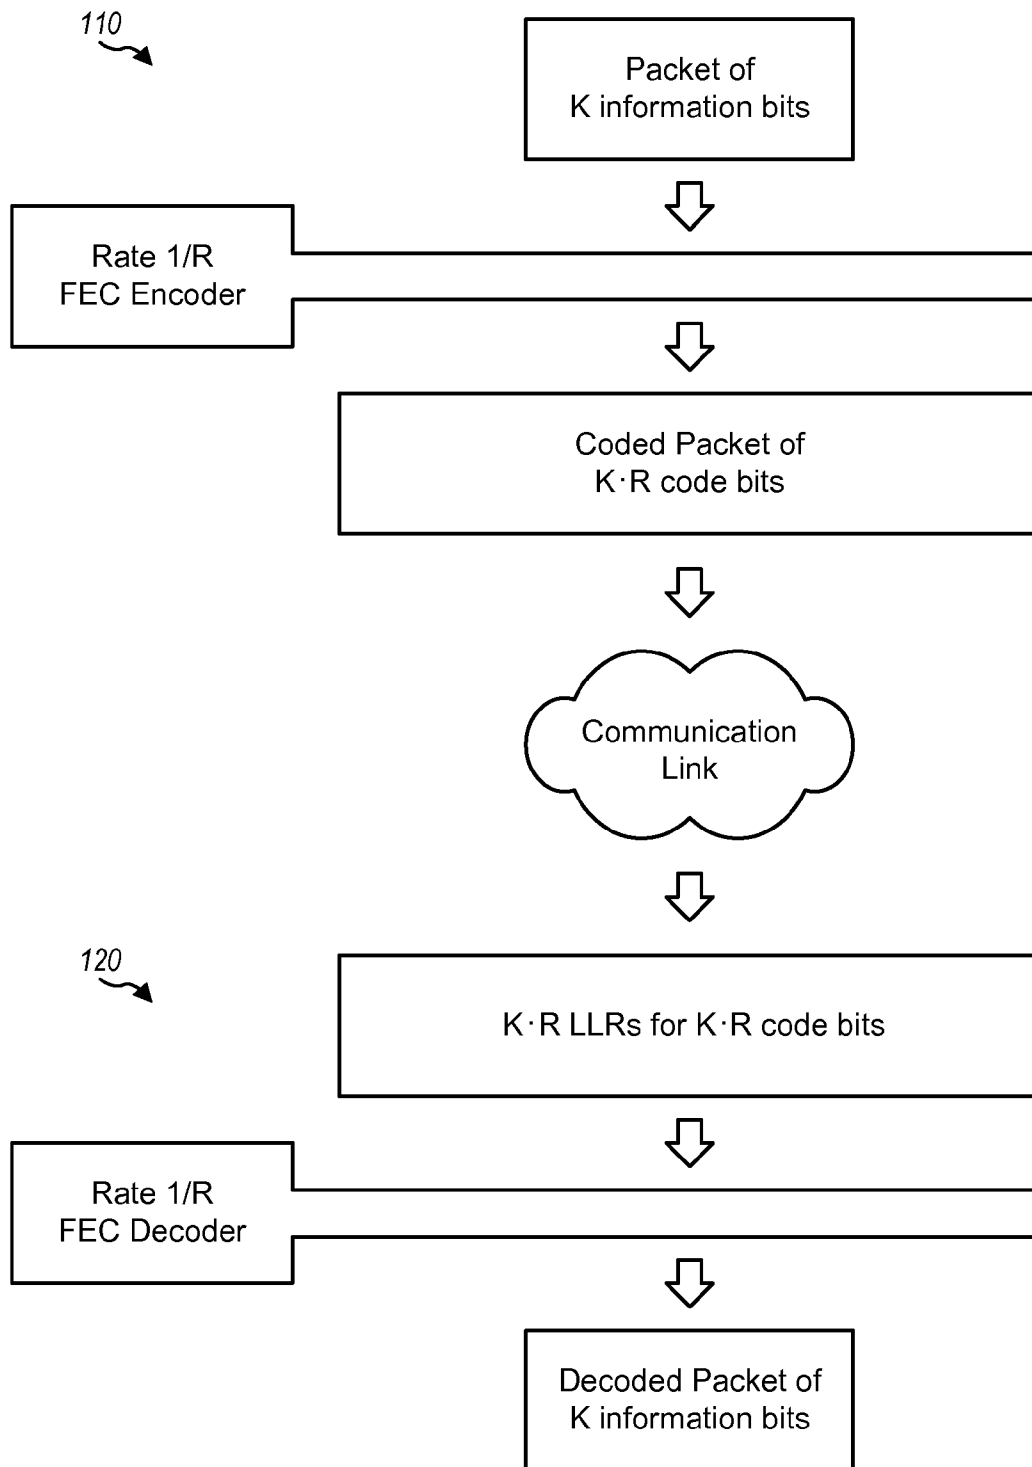 110
Packet of
K information bits
Rate 1/R
FEC Encoder
Coded Packet of
K·R code bits
Communication
Link
120
K·R LLRs for K·R code bits
Rate 1/R
FEC Decoder
Decoded Packet of
K information bits